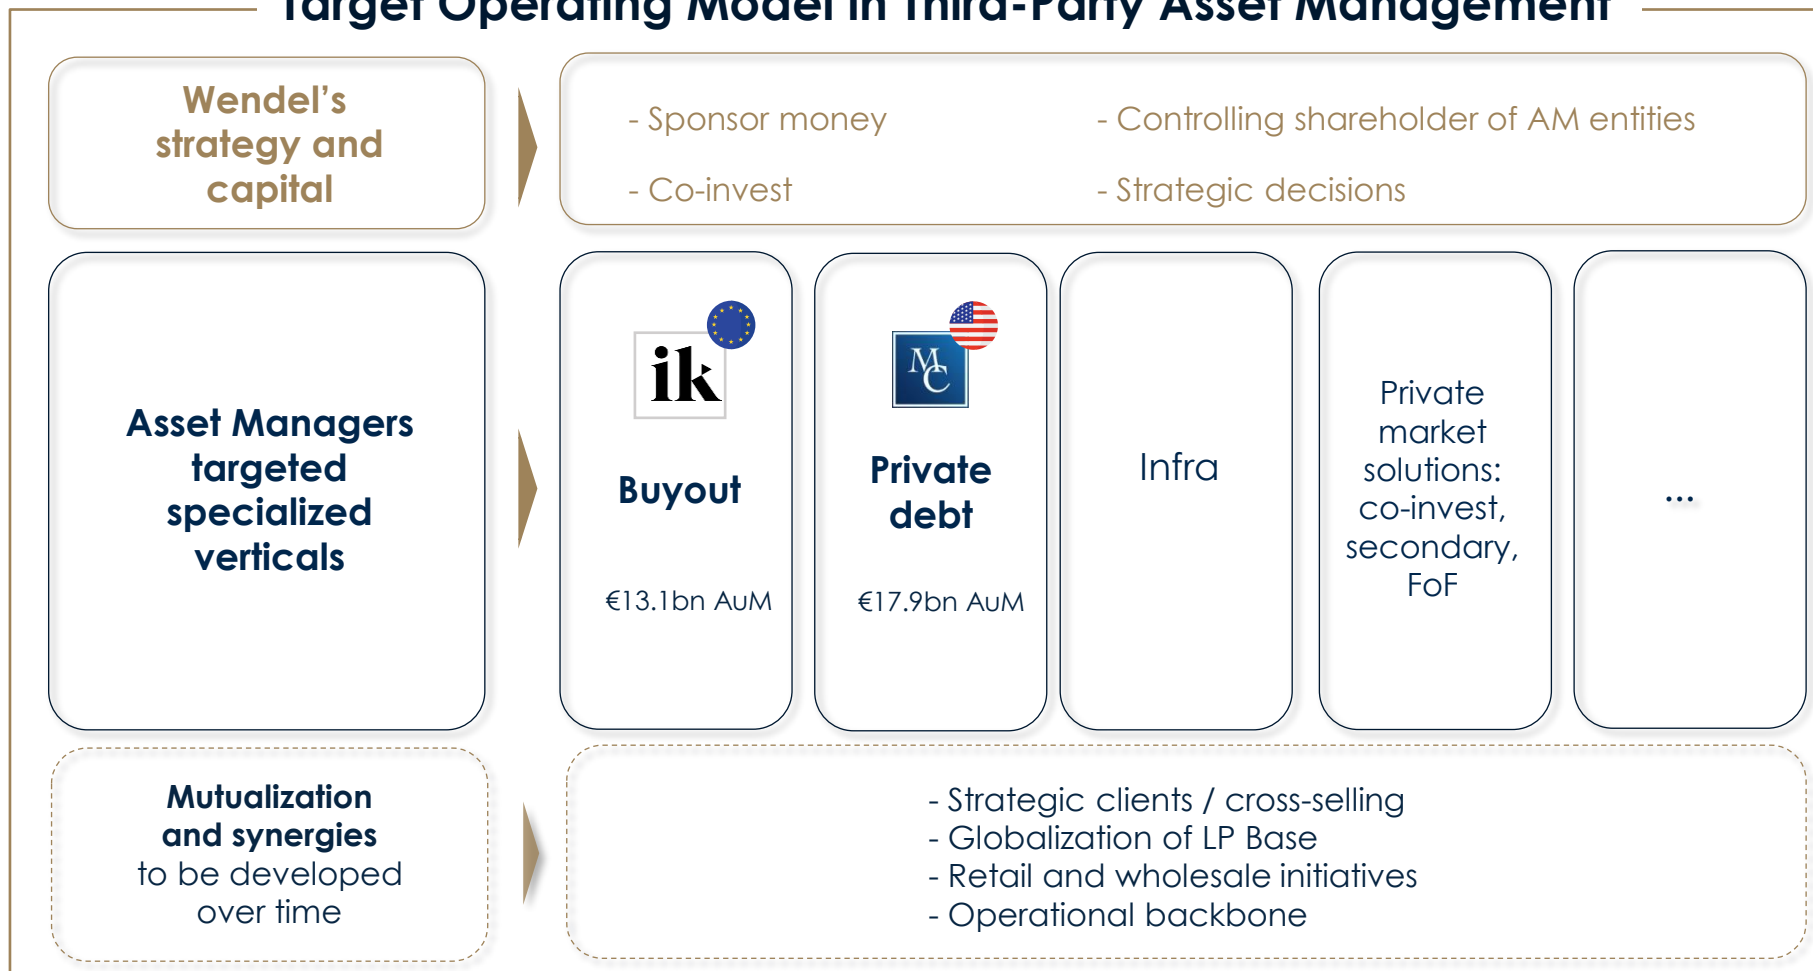 Target Operating Model in Third-Party Asset Management
Wendel’s
strategy and
capital
- Sponsor money
- Controlling shareholder of AM entities
- Co-invest
- Strategic decisions
Asset Managers
targeted
specialized
verticals
ik
Buyout
€13.1bn AuM
MC
Private
debt
€17.9bn AuM
Infra
Private
market
solutions:
co-invest,
secondary,
FoF
...
Mutualization
and synergies
to be developed
over time
- Strategic clients / cross-selling
- Globalization of LP Base
- Retail and wholesale initiatives
- Operational backbone